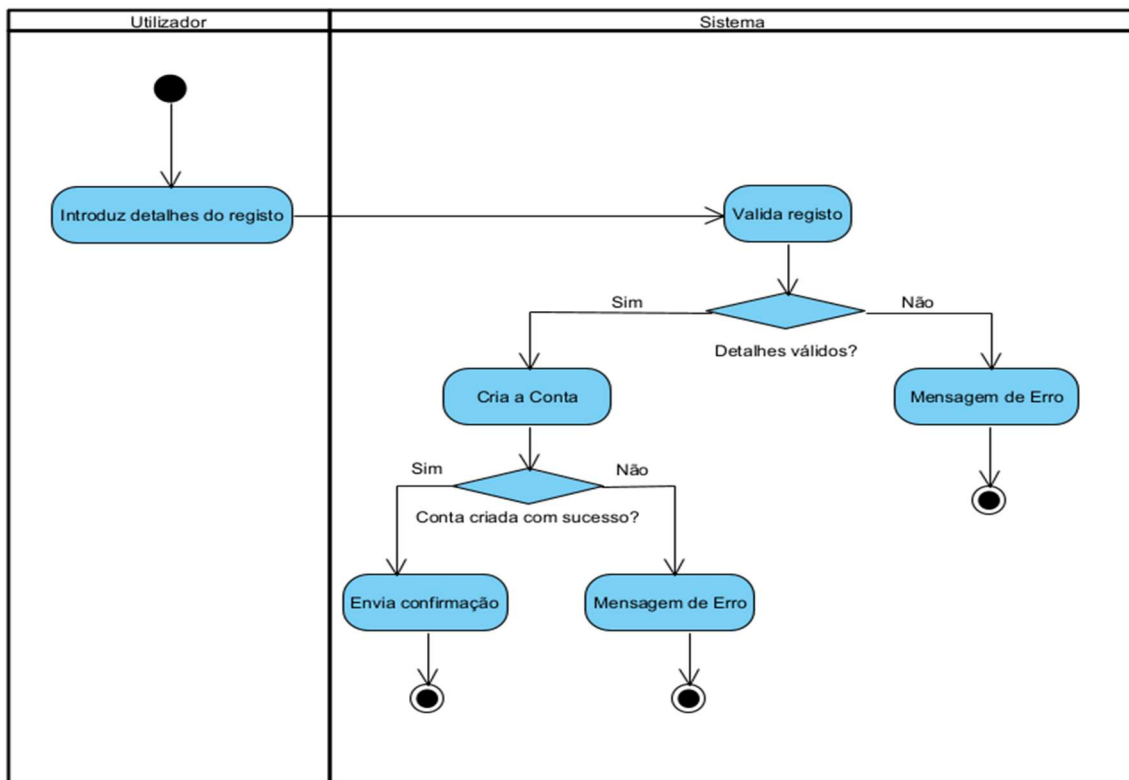 Utilizador
Sistema
Introduz detalhes do registo
Valida registo
Sim
Não
Detalhes válidos?
Cria a Conta
Mensagem de Erro
Sim
Não
Conta criada com sucesso?
Envia confirmação
Mensagem de Erro